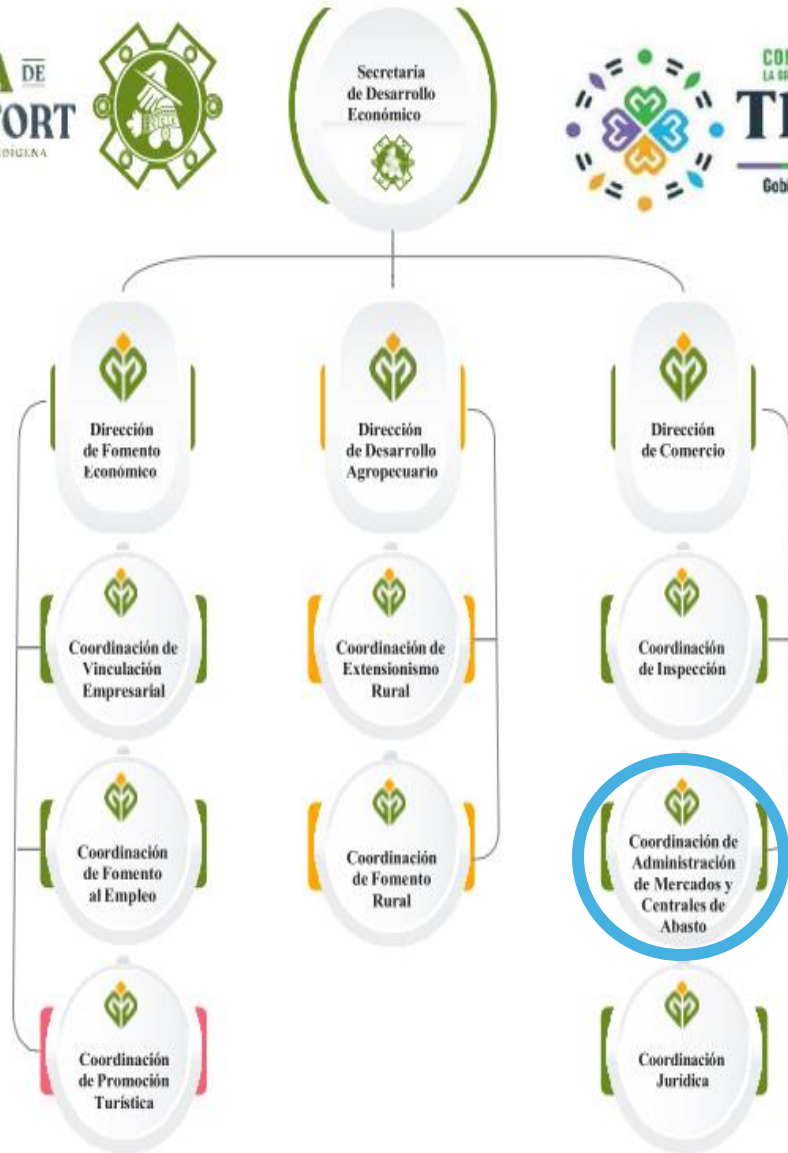 DE
FORT
Secretaría
de Desarrollo
Económico
Dirección
de Fomento
Económico
Dirección
de Desarrollo
Agropecuario
Dirección
de Comercio
Coordinación de
Vinculación
Empresarial
Coordinación de
Extensionismo
Rural
Coordinación
de Inspección
Coordinación
de Fomento
al Empleo
Coordinación
de Fomento
Rural
Coordinación de
Administración
de Mercados y
Centrales de
Abasto
Coordinación
de Promoción
Turística
Coordinación
Jurídica